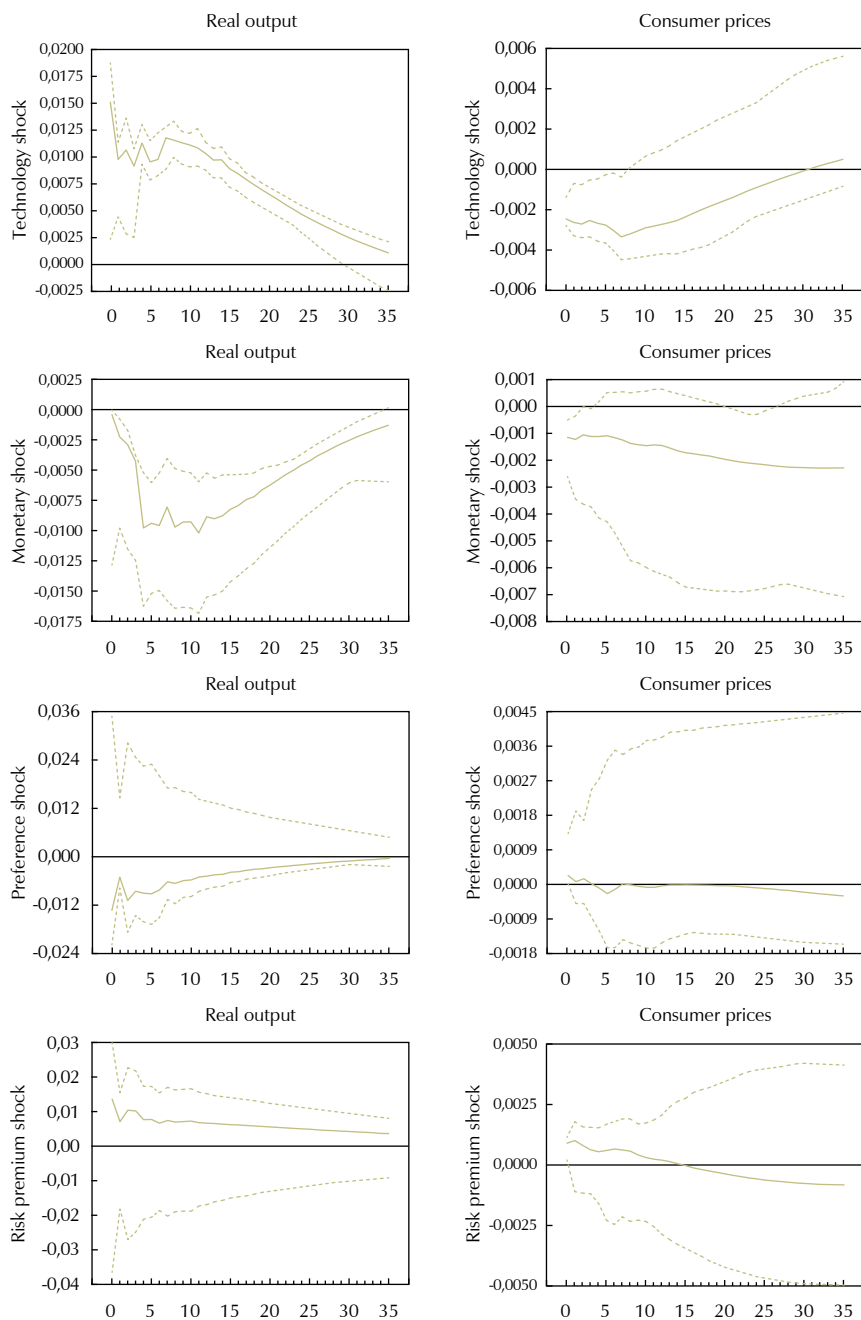 Real output
Technology shock
0,0200
0,0175
0,0150
0,0125
0,0100
0,0075
0,0050
0,0025
0,0000
-0,0025
0 5 10 15 20 25 30 35
Consumer prices
Technology shock
0,006
0,004
0,002
0,000
-0,002
-0,004
-0,006
0 5 10 15 20 25 30 35
Real output
Monetary shock
0,0025
0,0000
-0,0025
-0,0050
-0,0075
-0,0100
-0,0125
-0,0150
-0,0175
0 5 10 15 20 25 30 35
Consumer prices
Monetary shock
0,001
0,000
-0,001
-0,002
-0,003
-0,004
-0,005
-0,006
-0,007
-0,008
0 5 10 15 20 25 30 35
Real output
Preference shock
0,036
0,024
0,012
0,000
-0,012
-0,024
0 5 10 15 20 25 30 35
Consumer prices
Preference shock
0,0045
0,0036
0,0027
0,0018
0,0009
0,0000
-0,0009
-0,0018
0 5 10 15 20 25 30 35
Real output
Risk premium shock
0,03
0,02
0,01
0,00
-0,01
-0,02
-0,03
-0,04
0 5 10 15 20 25 30 35
Consumer prices
Risk premium shock
0,0050
0,0025
0,0000
-0,0025
-0,0050
0 5 10 15 20 25 30 35